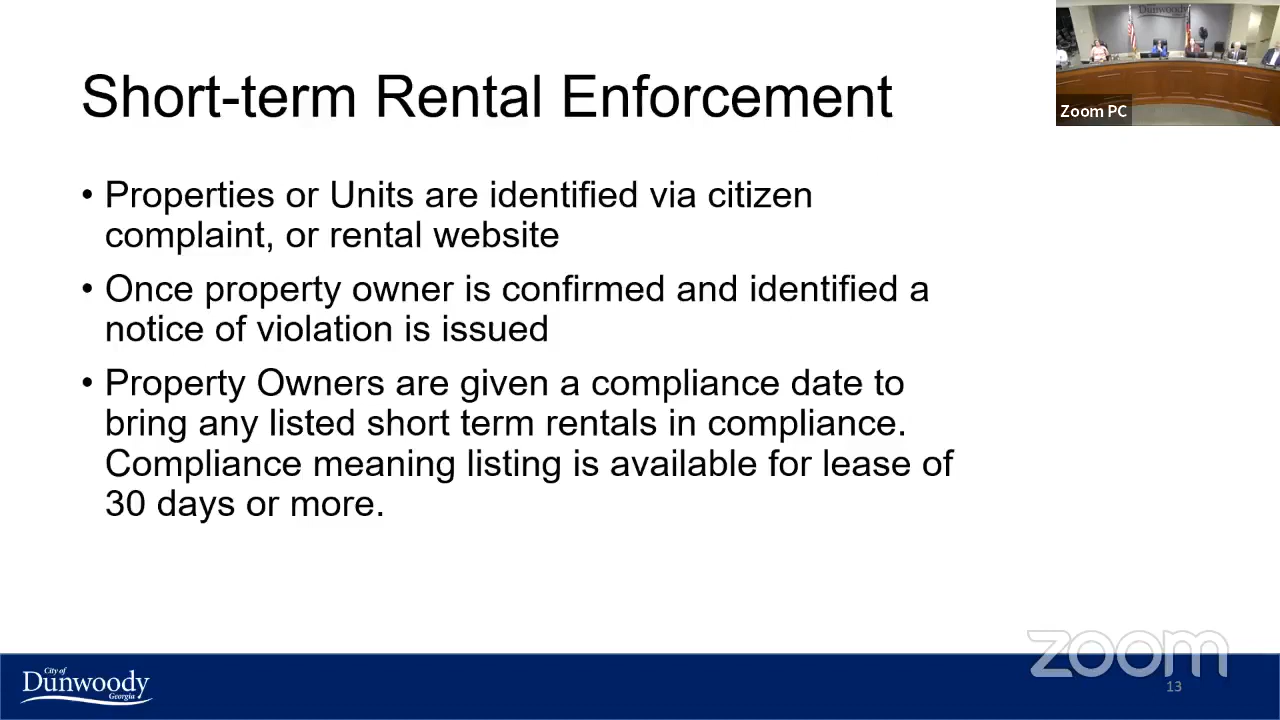 Dunwoody
Zoom PC
Short-term Rental Enforcement
• Properties or Units are identified via citizen
complaint, or rental website
• Once property owner is confirmed and identified a
notice of violation is issued
• Property Owners are given a compliance date to
bring any listed short term rentals in compliance.
Compliance meaning listing is available for lease of
30 days or more.
City of
Dunwoody
Georgia
zoom
13